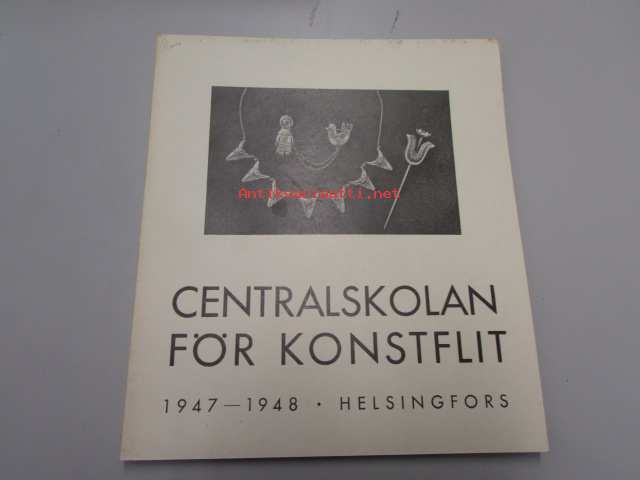 Antikvariaatti.net
CENTRALSKOLAN
FÖR KONSTFLIT
1947—1948 · HELSINGFORS